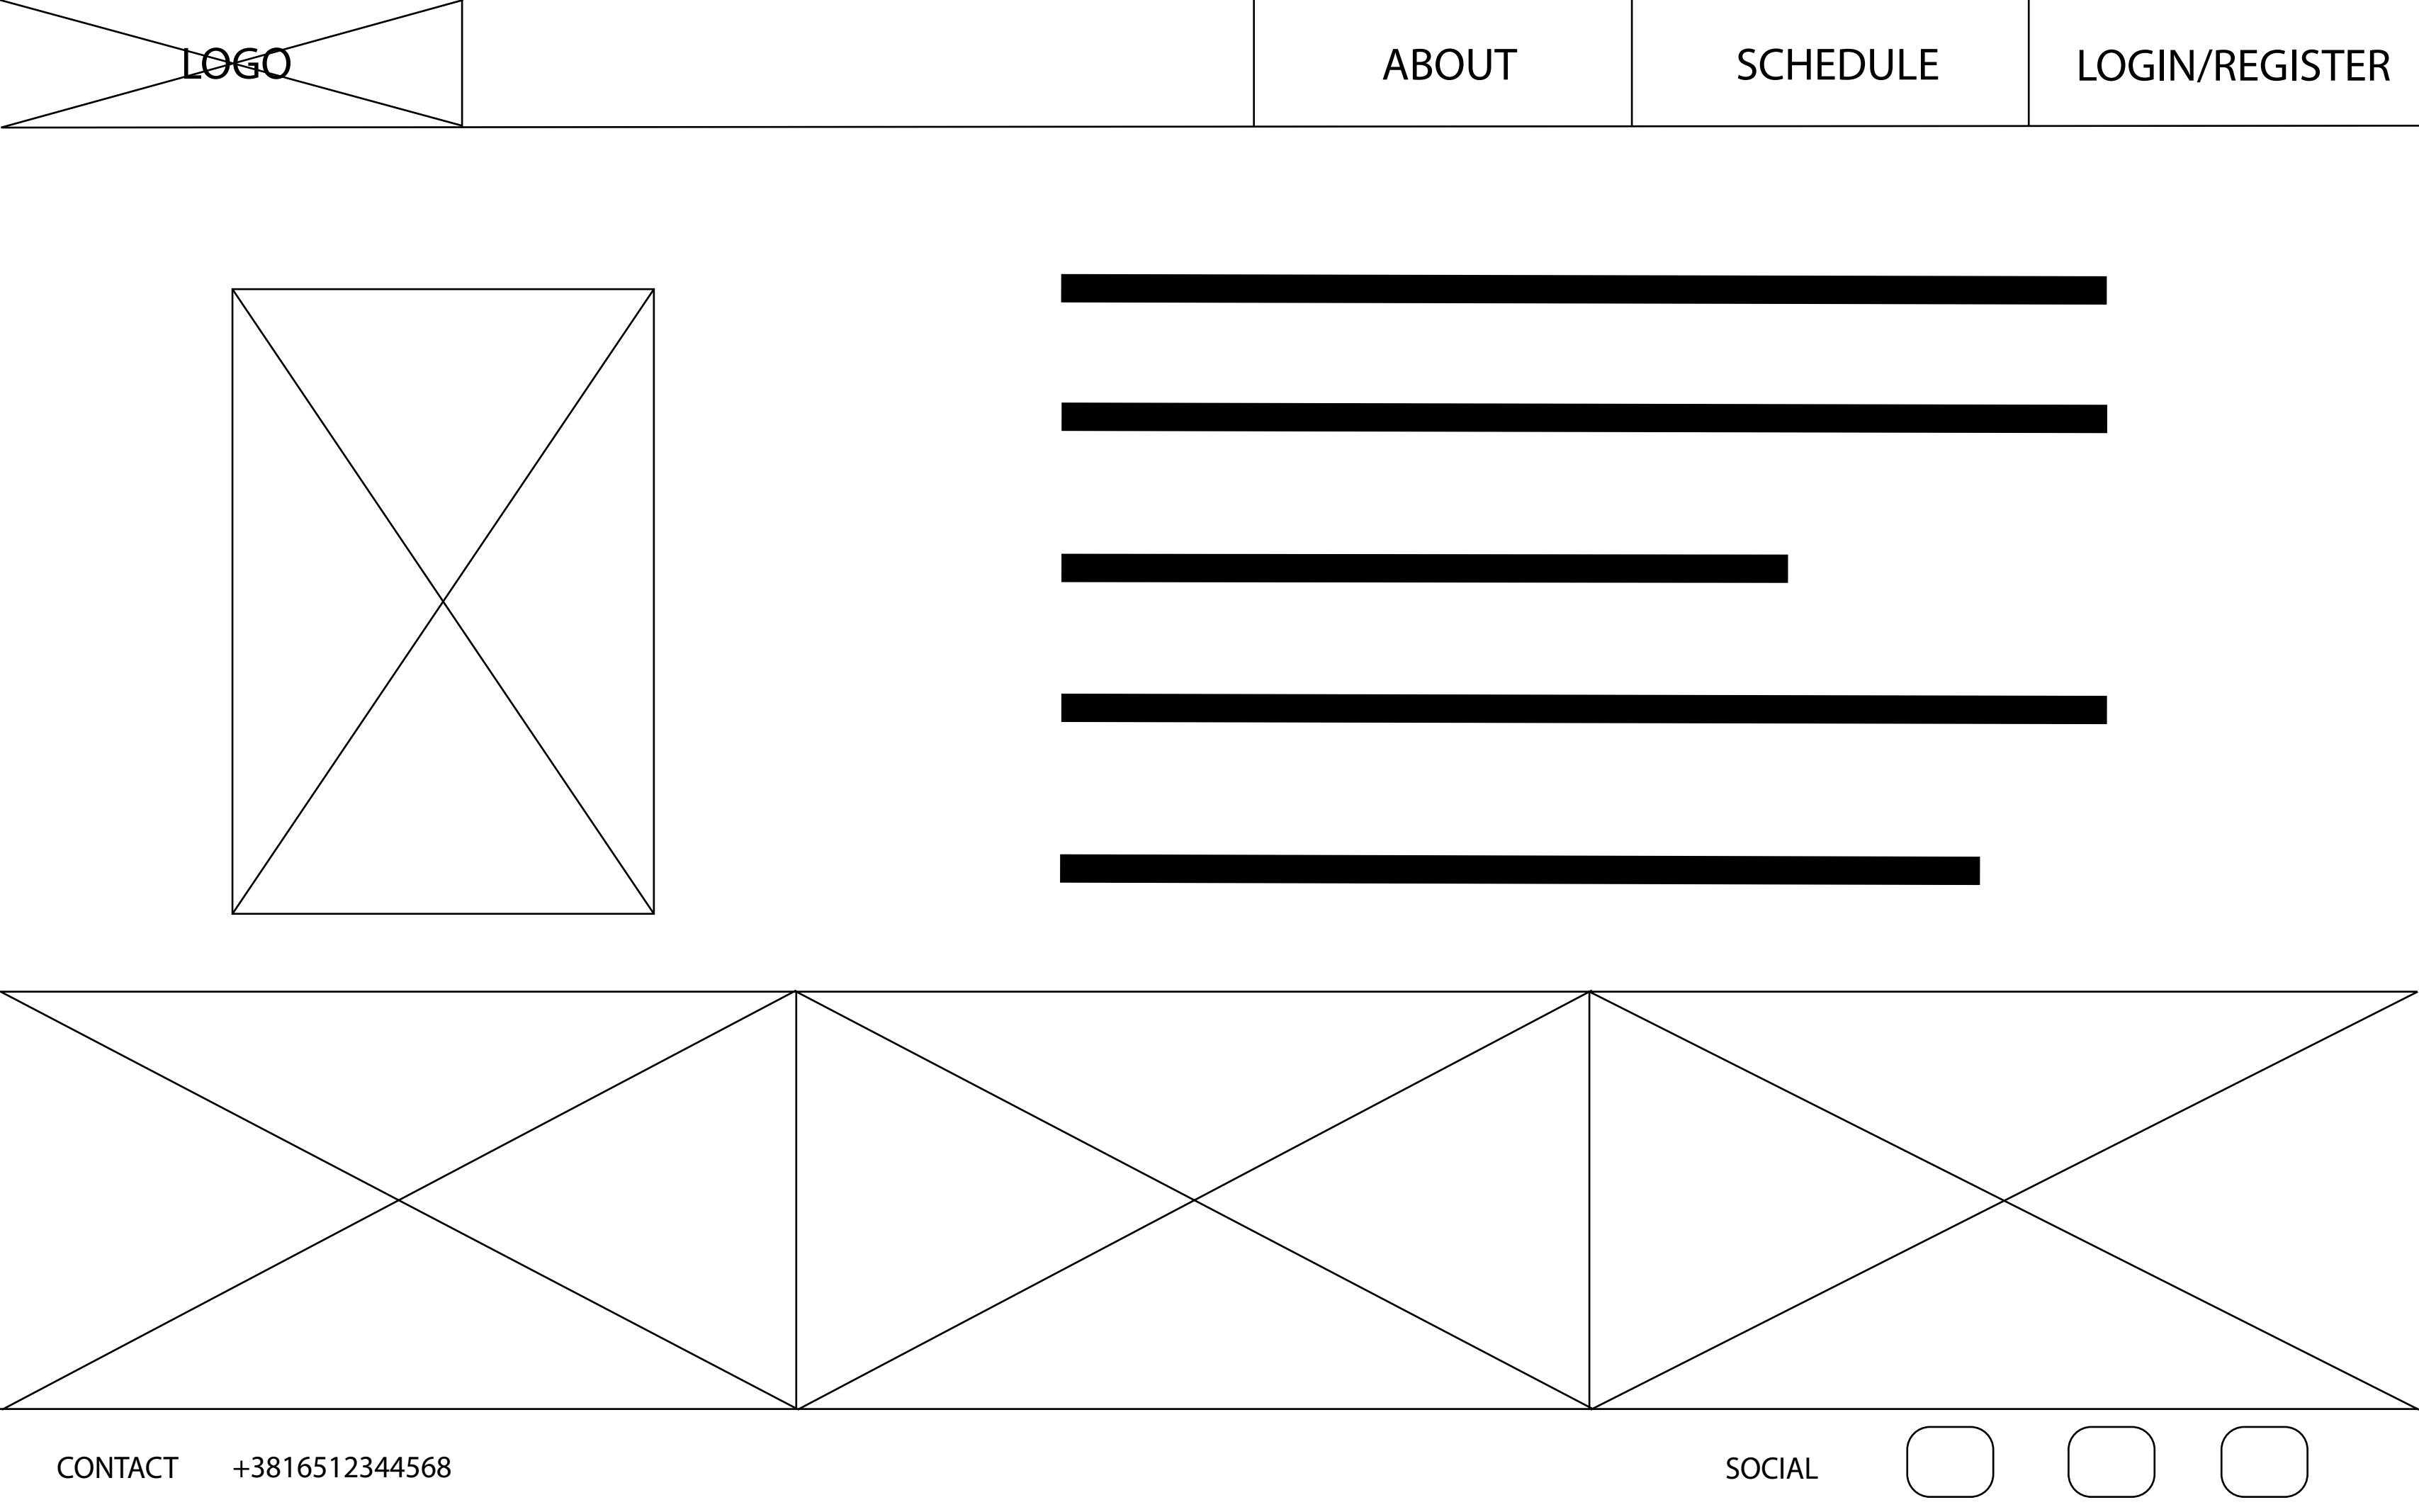 LOGO
ABOUT
SCHEDULE
LOGIN/REGISTER
CONTACT +3816512344568
SOCIAL